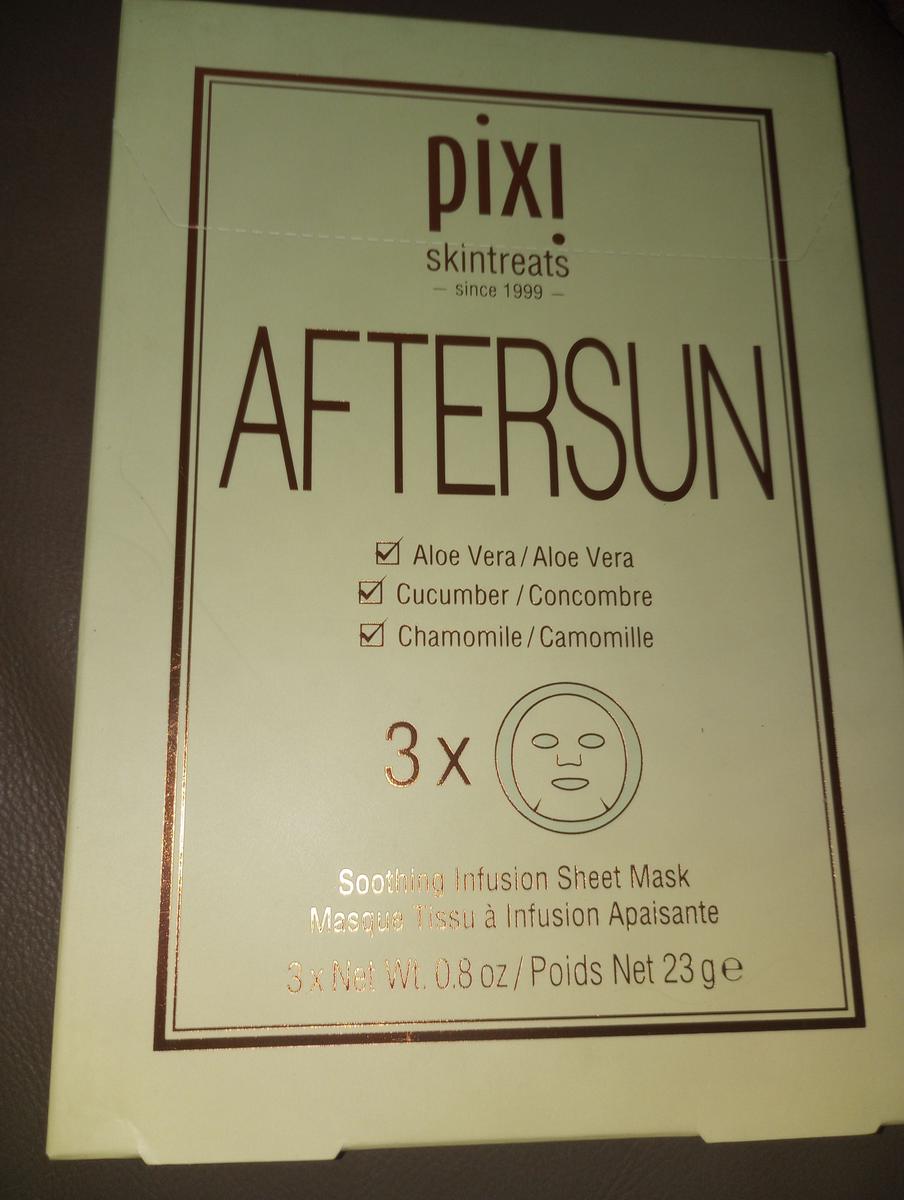 pixi
skintreats
– since 1999 –
AFTERSUN
☑ Aloe Vera / Aloe Vera
☑ Cucumber / Concombre
☑ Chamomile / Camomille
3 x
Soothing Infusion Sheet Mask
Masque Tissu à Infusion Apaisante
3 x Net Wt. 0.8 oz / Poids Net 23 g ℮